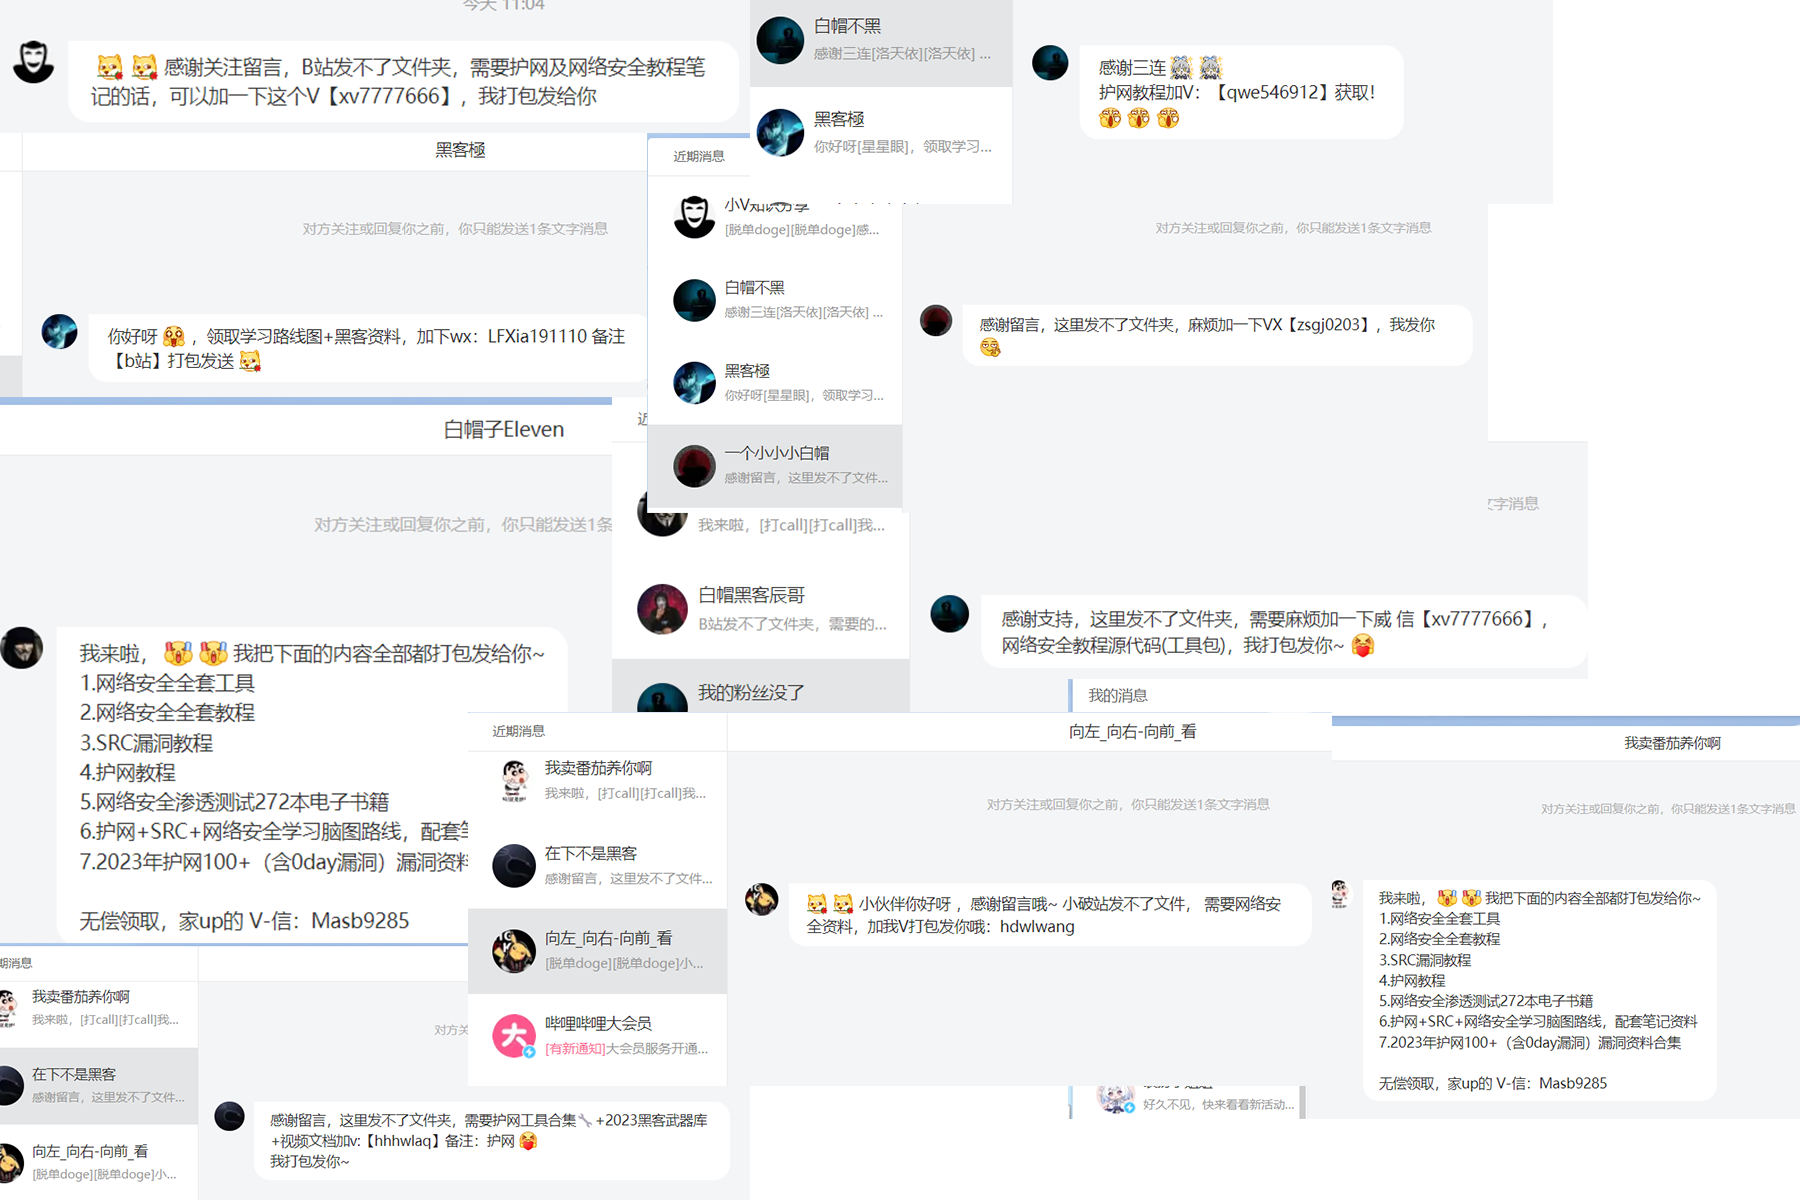 今天 11:04
感谢关注留言，B站发不了文件夹，需要护网及网络安全教程笔
记的话，可以加一下这个V【xv7777666】，我打包发给你
白帽不黑
感谢三连[洛天依][洛天依] ...
黑客極
你好呀[星星眼]，领取学习...
感谢三连
护网教程加V：【qwe546912】获取！
黑客極
对方关注或回复你之前，你只能发送1条文字消息
你好呀，领取学习路线图+黑客资料，加下wx：LFXia191110 备注
【b站】打包发送
近期消息
小V知识分享
[脱单doge][脱单doge]感...
白帽不黑
感谢三连[洛天依][洛天依] ...
黑客極
你好呀[星星眼]，领取学习...
一个小小小白帽
感谢留言，这里发不了文件...
对方关注或回复你之前，你只能发送1条文字消息
感谢留言，这里发不了文件夹，麻烦加一下VX【zsgj0203】，我发你
白帽子Eleven
对方关注或回复你之前，你只能发送1条
我来啦，我把下面的内容全部都打包发给你~
1.网络安全全套工具
2.网络安全全套教程
3.SRC漏洞教程
4.护网教程
5.网络安全渗透测试272本电子书籍
6.护网+SRC+网络安全学习脑图路线，配套笔
7.2023年护网100+（含0day漏洞）漏洞资料
无偿领取，家up的 V-信：Masb9285
近
我来啦，[打call][打call]我...
白帽黑客辰哥
B站发不了文件夹，需要的...
我的粉丝没了
文字消息
感谢支持，这里发不了文件夹，需要麻烦加一下威 信【xv7777666】，
网络安全教程源代码(工具包)，我打包发你~
我的消息
近期消息
我卖番茄养你啊
我来啦，[打call][打call]我...
在下不是黑客
感谢留言，这里发不了文件...
向左_向右-向前_看
[脱单doge][脱单doge]小...
哔哩哔哩大会员
[有新通知]大会员服务开通...
向左_向右-向前_看
对方关注或回复你之前，你只能发送1条文字消息
小伙伴你好呀，感谢留言哦~ 小破站发不了文件， 需要网络安
全资料，加我V打包发你哦：hdwlwang
我卖番茄养你啊
对方关注或回复你之前，你只能发送1条文字消息
我来啦，我把下面的内容全部都打包发给你~
1.网络安全全套工具
2.网络安全全套教程
3.SRC漏洞教程
4.护网教程
5.网络安全渗透测试272本电子书籍
6.护网+SRC+网络安全学习脑图路线，配套笔记资料
7.2023年护网100+（含0day漏洞）漏洞资料合集
无偿领取，家up的 V-信：Masb9285
好久不见，快来看看新活动...
期消息
我卖番茄养你啊
我来啦，[打call][打call]我...
在下不是黑客
感谢留言，这里发不了文件...
向左_向右-向前_看
[脱单doge][脱单doge]小...
对方关
感谢留言，这里发不了文件夹，需要护网工具合集+2023黑客武器库
+视频文档加v:【hhhwlaq】备注：护网
我打包发你~